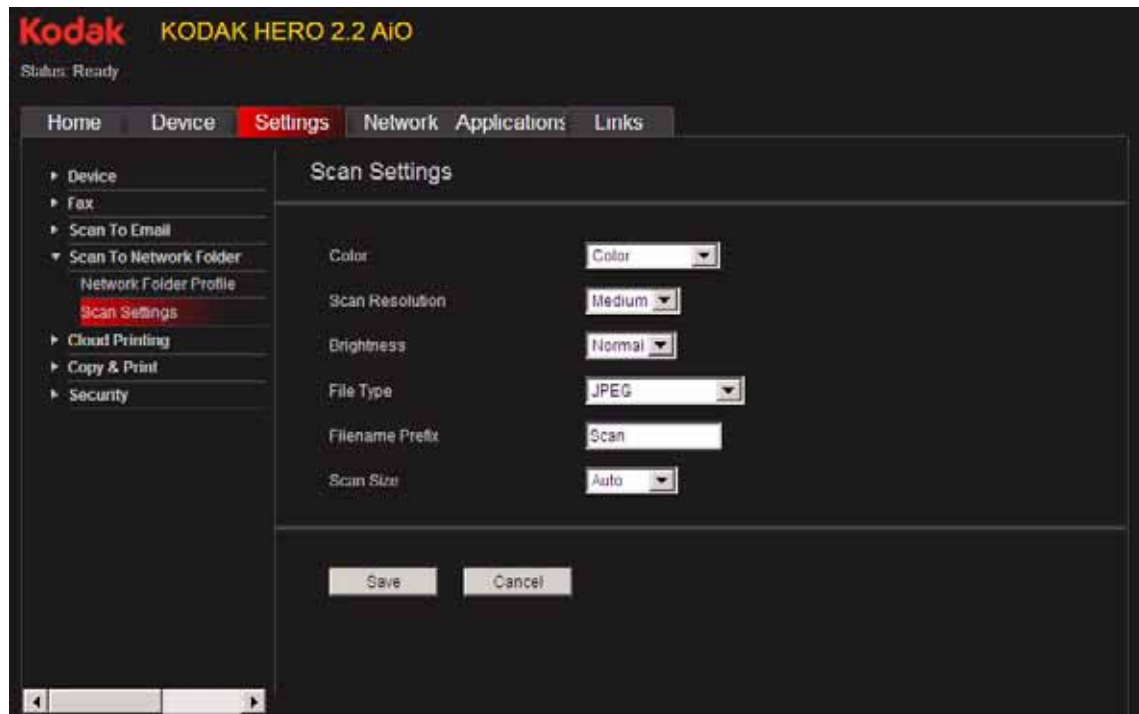 Kodak KODAK HERO 2.2 AiO
Status: Ready
Home Device Settings Network Applications Links
Device
Fax
Scan To Email
Scan To Network Folder
Network Folder Profile
Scan Settings
Cloud Printing
Copy & Print
Security
Scan Settings
Color Color
Scan Resolution Medium
Brightness Normal
File Type JPEG
Filename Prefix Scan
Scan Size Auto
Save Cancel